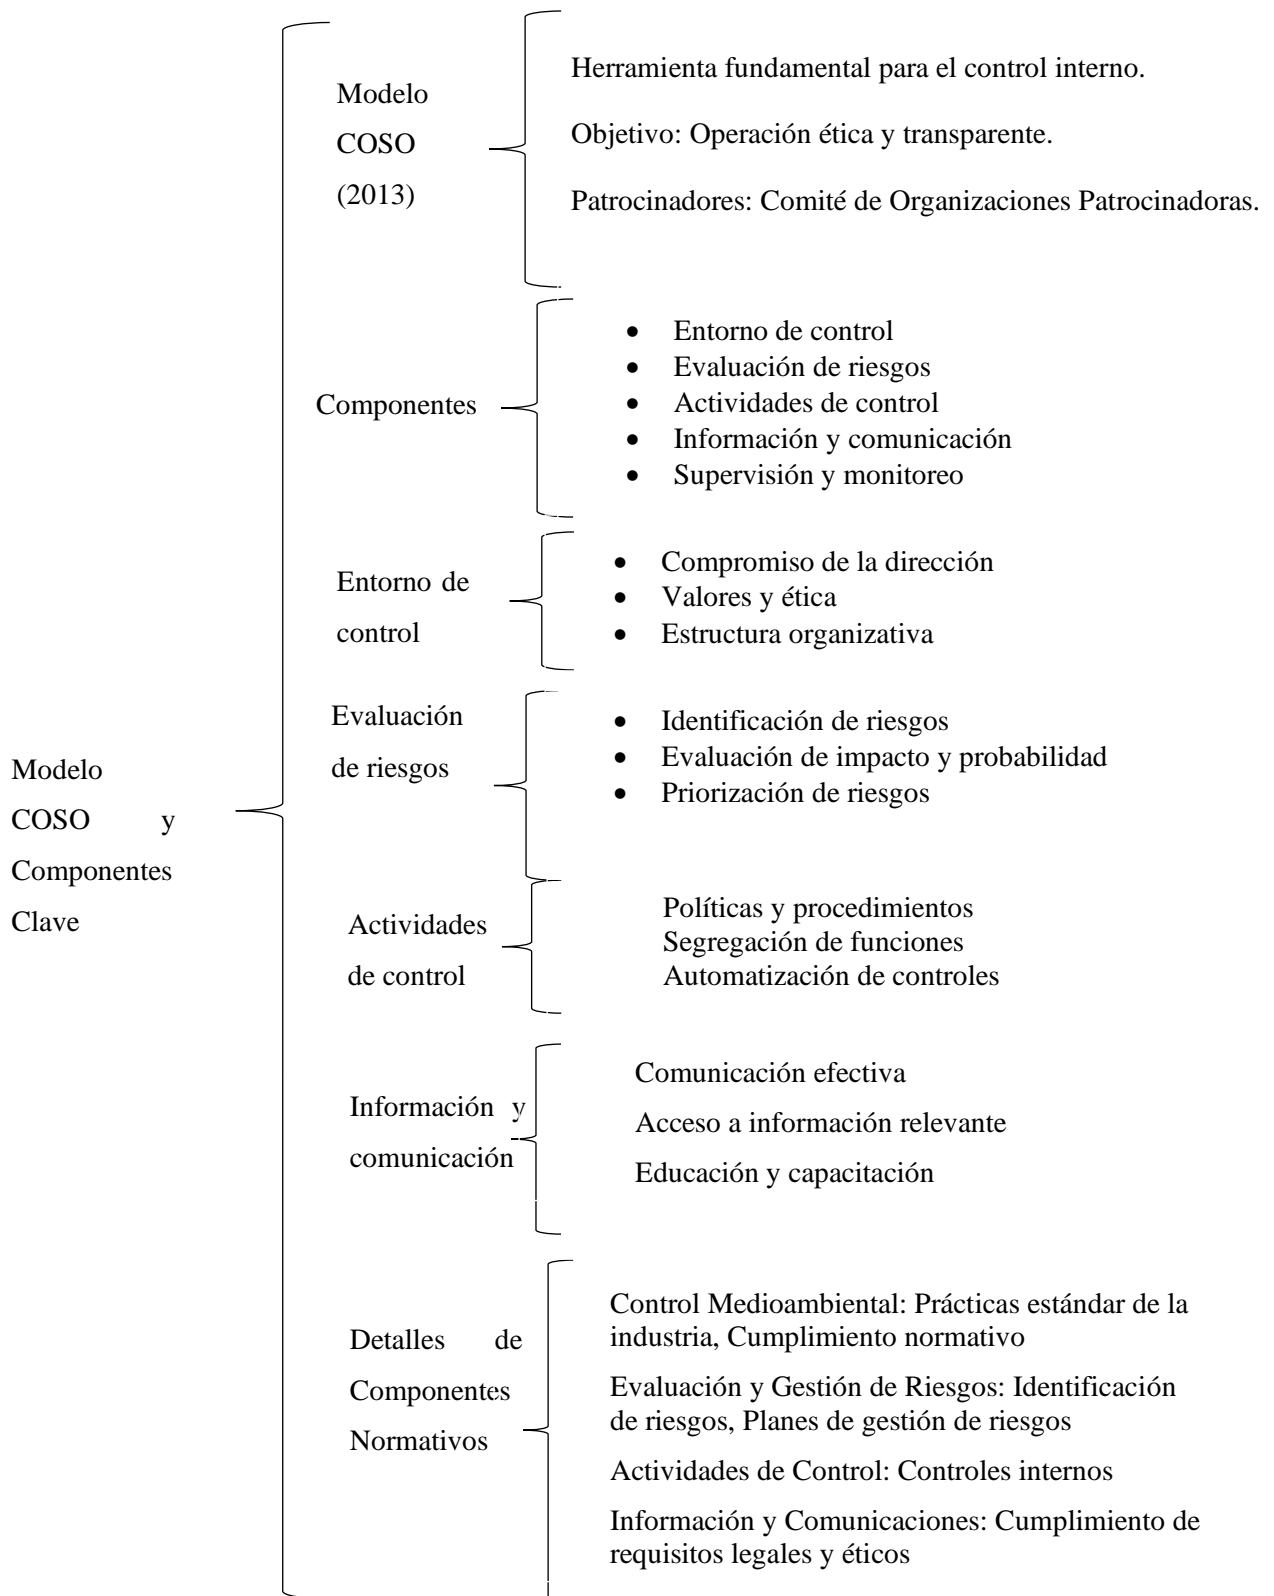 Modelo
COSO y
Componentes
Clave
Modelo
COSO
(2013)
Herramienta fundamental para el control interno.
Objetivo: Operación ética y transparente.
Patrocinadores: Comité de Organizaciones Patrocinadoras.
Componentes
• Entorno de control
• Evaluación de riesgos
• Actividades de control
• Información y comunicación
• Supervisión y monitoreo
Entorno de
control
• Compromiso de la dirección
• Valores y ética
• Estructura organizativa
Evaluación
de riesgos
• Identificación de riesgos
• Evaluación de impacto y probabilidad
• Priorización de riesgos
Actividades
de control
Políticas y procedimientos
Segregación de funciones
Automatización de controles
Información y
comunicación
Comunicación efectiva
Acceso a información relevante
Educación y capacitación
Detalles de
Componentes
Normativos
Control Medioambiental: Prácticas estándar de la
industria, Cumplimiento normativo
Evaluación y Gestión de Riesgos: Identificación
de riesgos, Planes de gestión de riesgos
Actividades de Control: Controles internos
Información y Comunicaciones: Cumplimiento de
requisitos legales y éticos